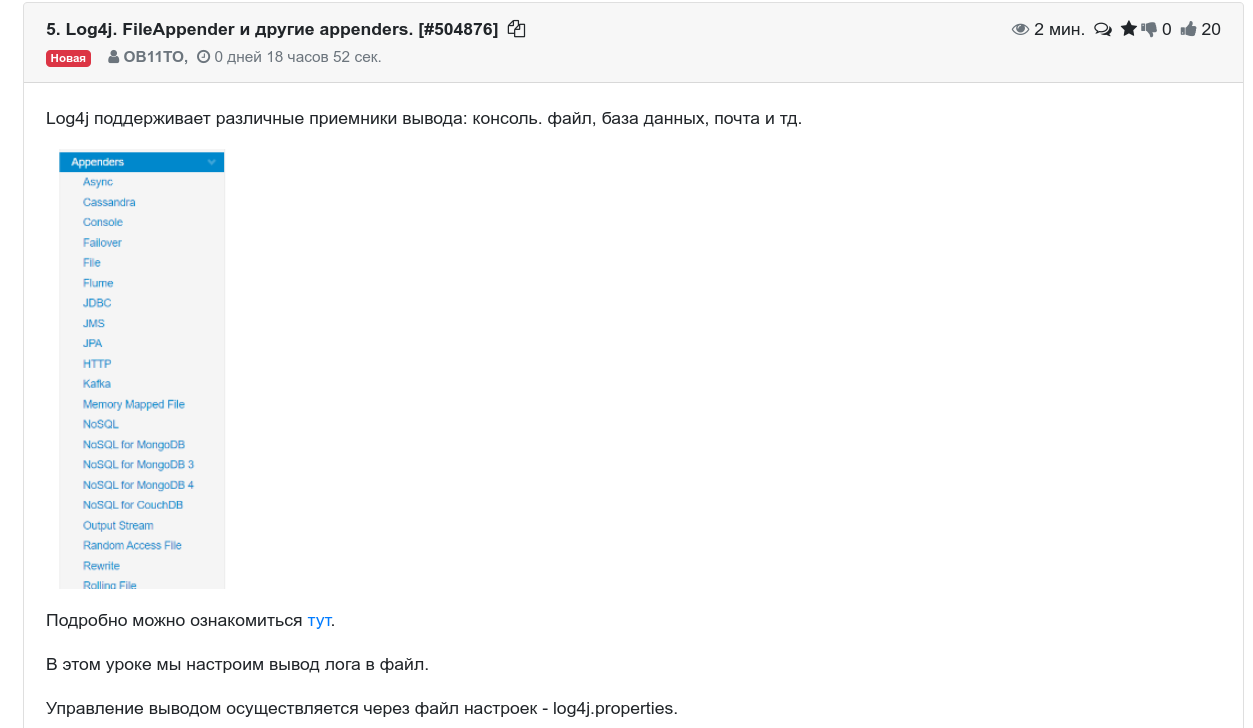 5. Log4j. FileAppender и другие appenders. [#504876] 2 мин. 0 20
Новая OB11TO, 0 дней 18 часов 52 сек.
Log4j поддерживает различные приемники вывода: консоль. файл, база данных, почта и тд.
Appenders
Async
Cassandra
Console
Failover
File
Flume
JDBC
JMS
JPA
HTTP
Kafka
Memory Mapped File
NoSQL
NoSQL for MongoDB
NoSQL for MongoDB 3
NoSQL for MongoDB 4
NoSQL for CouchDB
Output Stream
Random Access File
Rewrite
Rolling File
Подробно можно ознакомиться тут.
В этом уроке мы настроим вывод лога в файл.
Управление выводом осуществляется через файл настроек - log4j.properties.